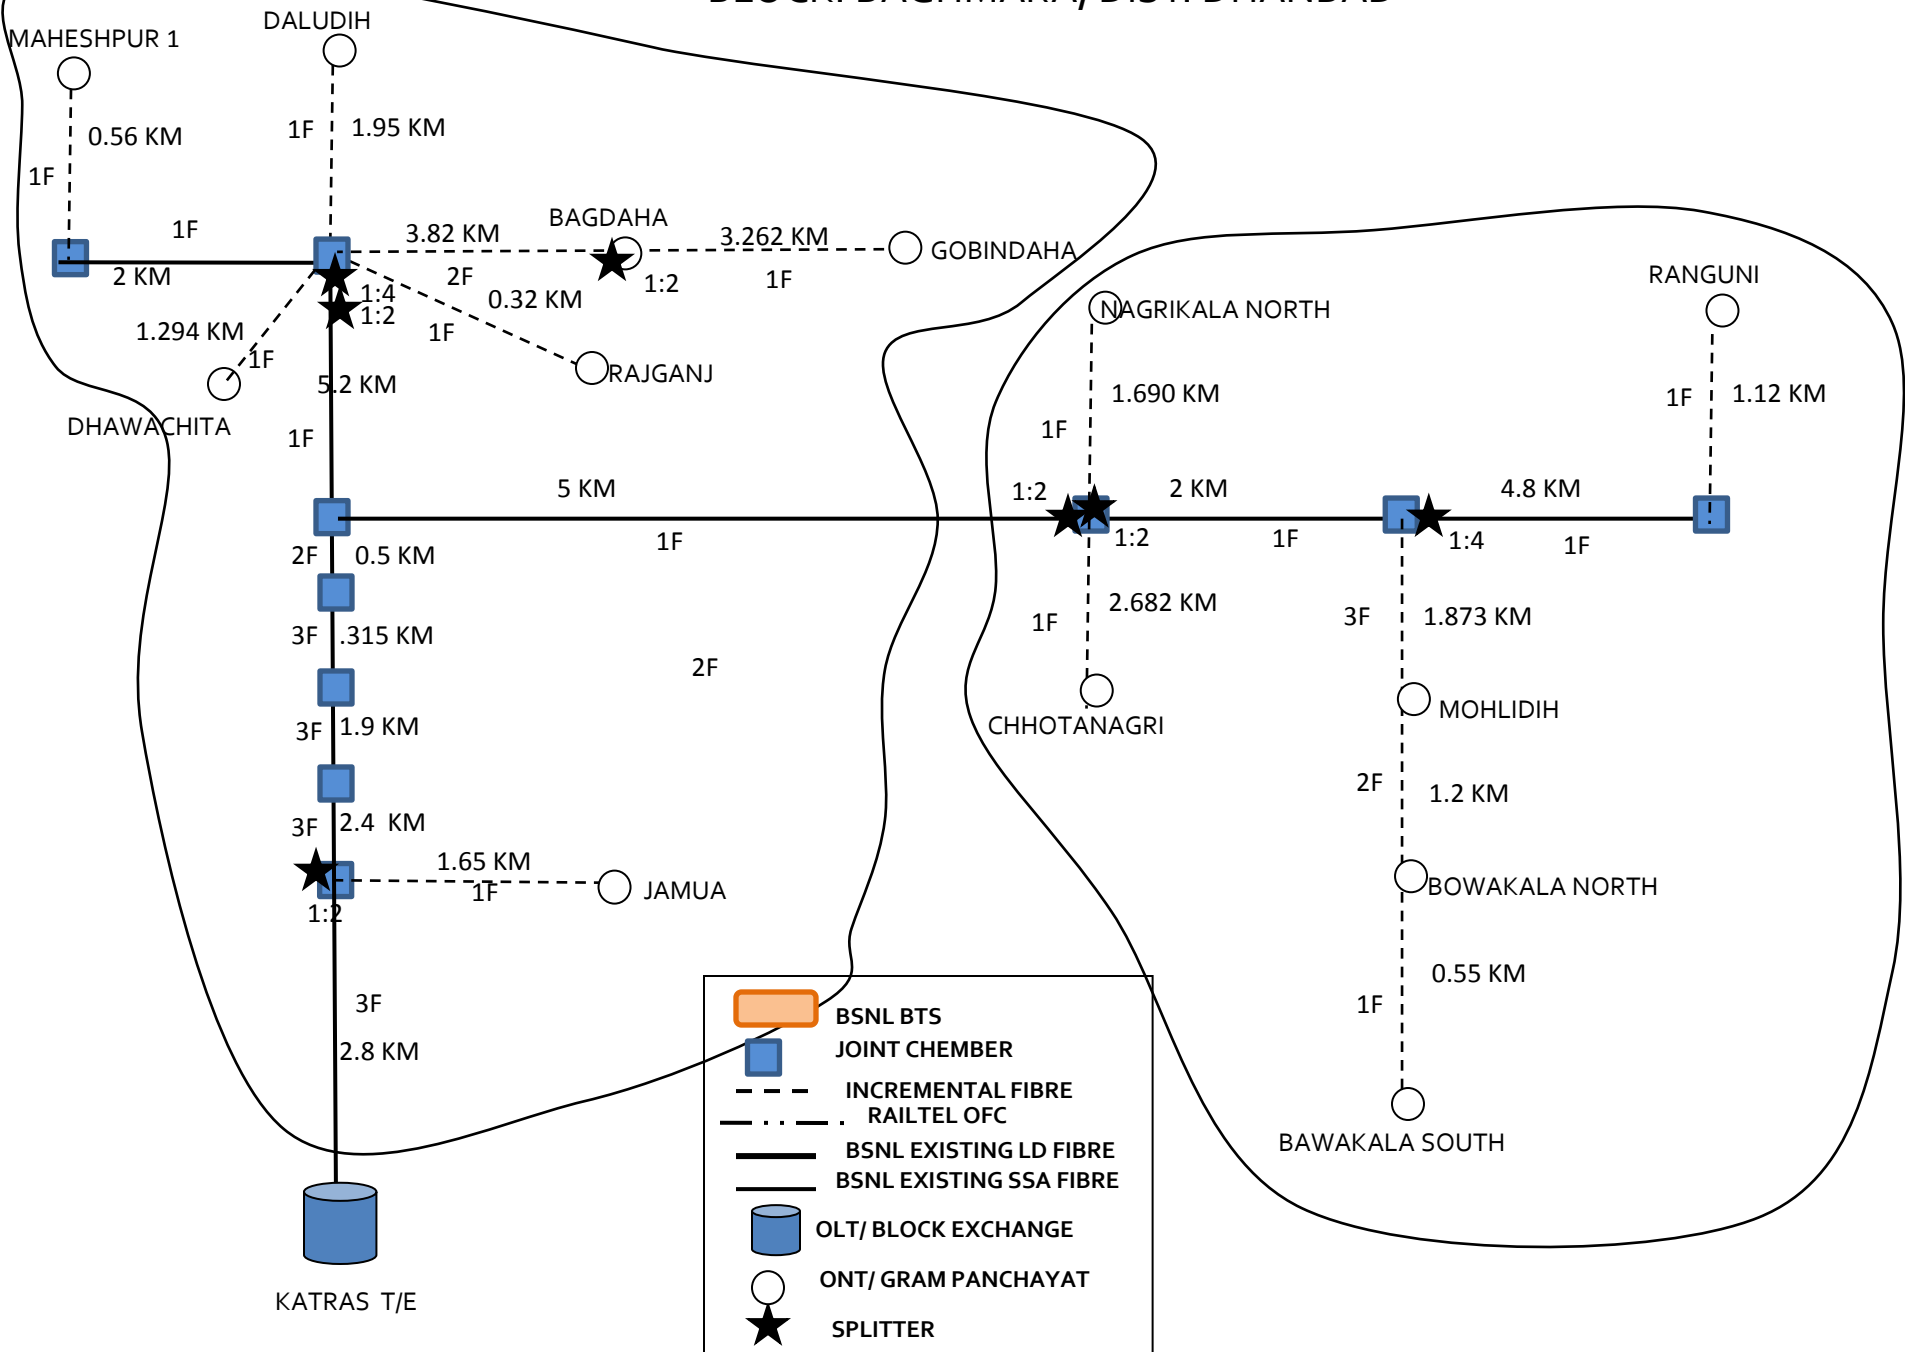 BLOCK: BAGHMARA, DIST: DHANBAD
DALUDIH
MAHESHPUR 1
1F
1.95 KM
0.56 KM
1F
1F
2 KM
3.82 KM
2F
BAGDAHA
1:2
3.262 KM
1F
GOBINDAHA
1:4
1:2
0.32 KM
1F
RAJGANJ
1.294 KM
1F
DHAWACHITA
5.2 KM
1F
NAGRIKALA NORTH
RANGUNI
1.690 KM
1F
1F
1.12 KM
5 KM
1F
1:2
1:2
2 KM
1F
4.8 KM
1:4
1F
2F
0.5 KM
3F
.315 KM
2F
1F
2.682 KM
3F
1.873 KM
CHHOTANAGRI
MOHLIDIH
3F
1.9 KM
2F
1.2 KM
3F
2.4 KM
1.65 KM
1F
JAMUA
1:2
BOWAKALA NORTH
0.55 KM
1F
3F
2.8 KM
BAWAKALA SOUTH
KATRAS T/E
BSNL BTS
JOINT CHEMBER
INCREMENTAL FIBRE
RAILTEL OFC
BSNL EXISTING LD FIBRE
BSNL EXISTING SSA FIBRE
OLT/ BLOCK EXCHANGE
ONT/ GRAM PANCHAYAT
SPLITTER